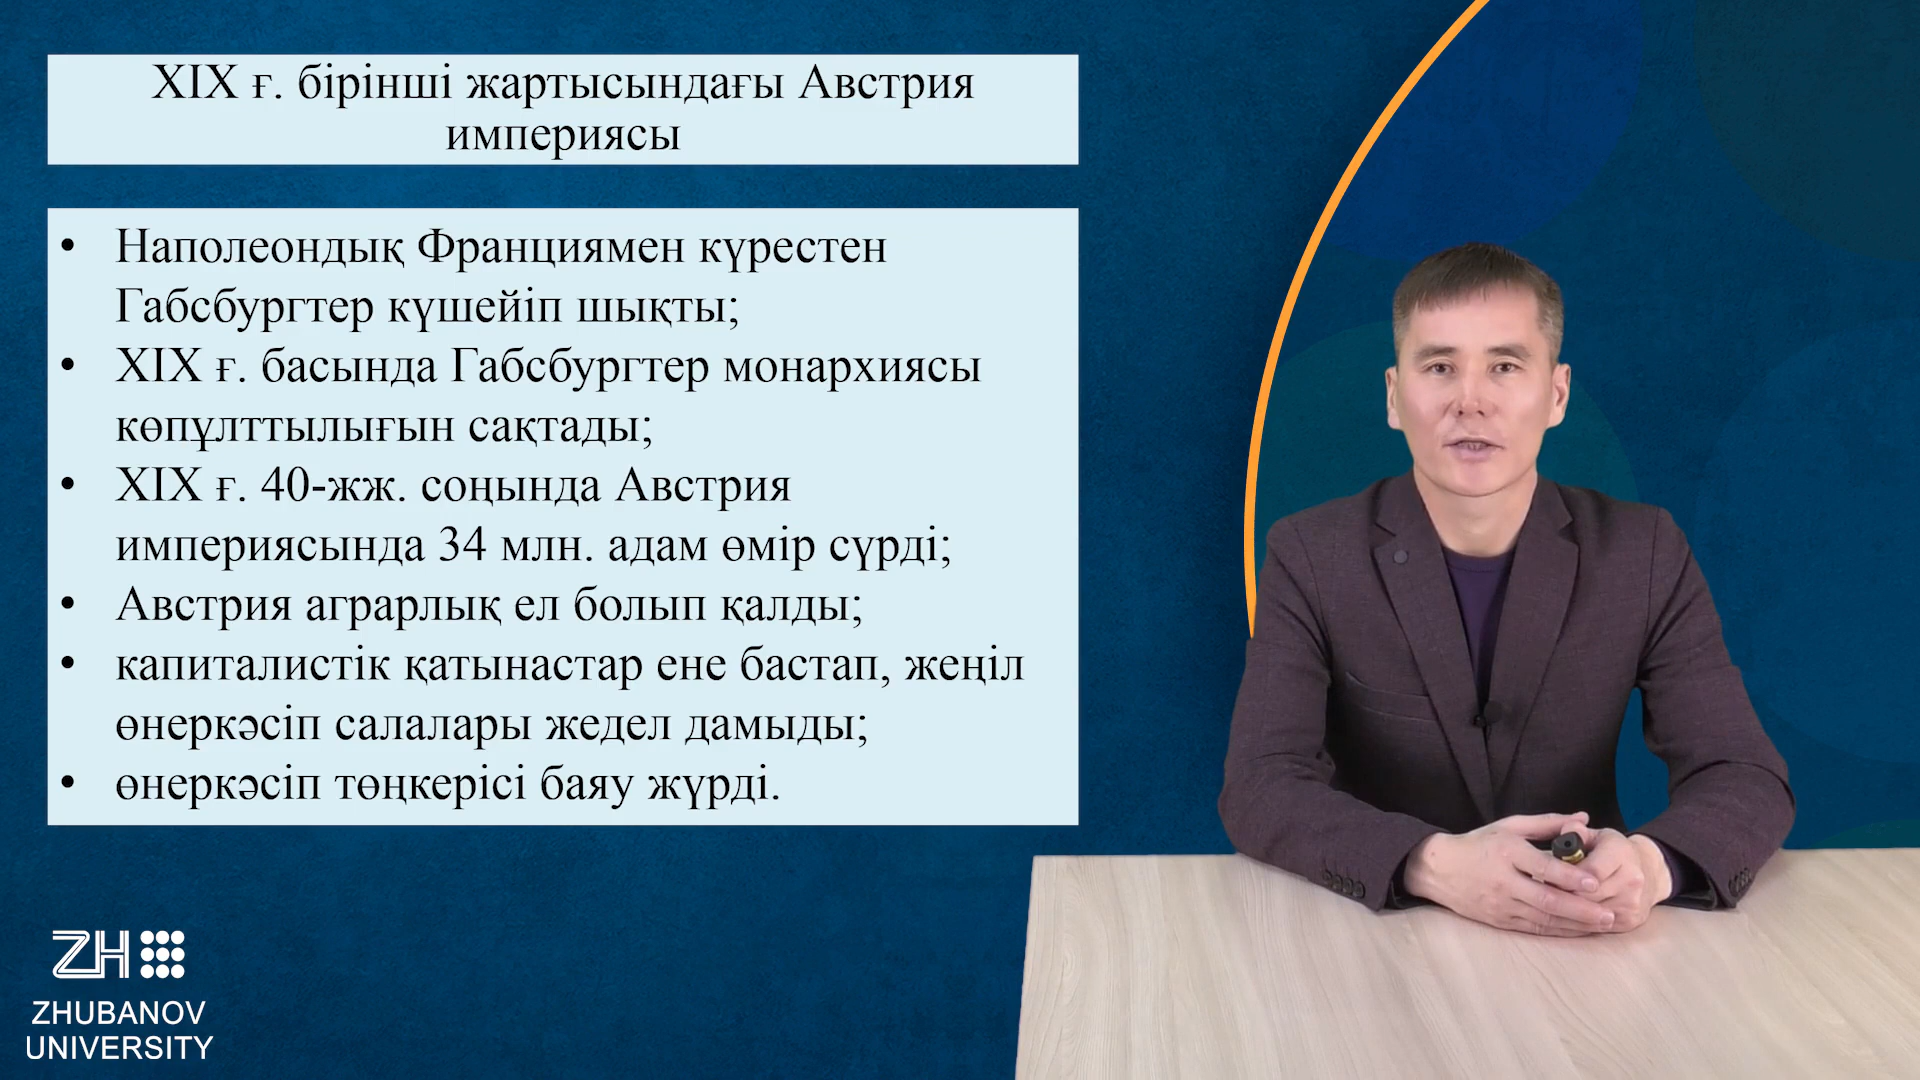 XIX ғ. бірінші жартысындағы Австрия
империясы
• Наполеондық Франциямен күрестен
Габсбургтер күшейіп шықты;
• XIX ғ. басында Габсбургтер монархиясы
көпұлттылығын сақтады;
• XIX ғ. 40-жж. соңында Австрия
империясында 34 млн. адам өмір сүрді;
• Австрия аграрлық ел болып қалды;
• капиталистік қатынастар ене бастап, жеңіл
өнеркәсіп салалары жедел дамыды;
• өнеркәсіп төңкерісі баяу жүрді.
ZH
ZHUBANOV
UNIVERSITY